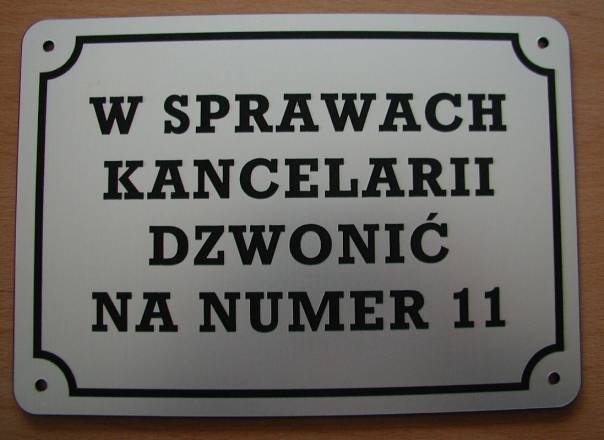 W SPRAWACH
KANCELARII
DZWONIĆ
NA NUMER 11